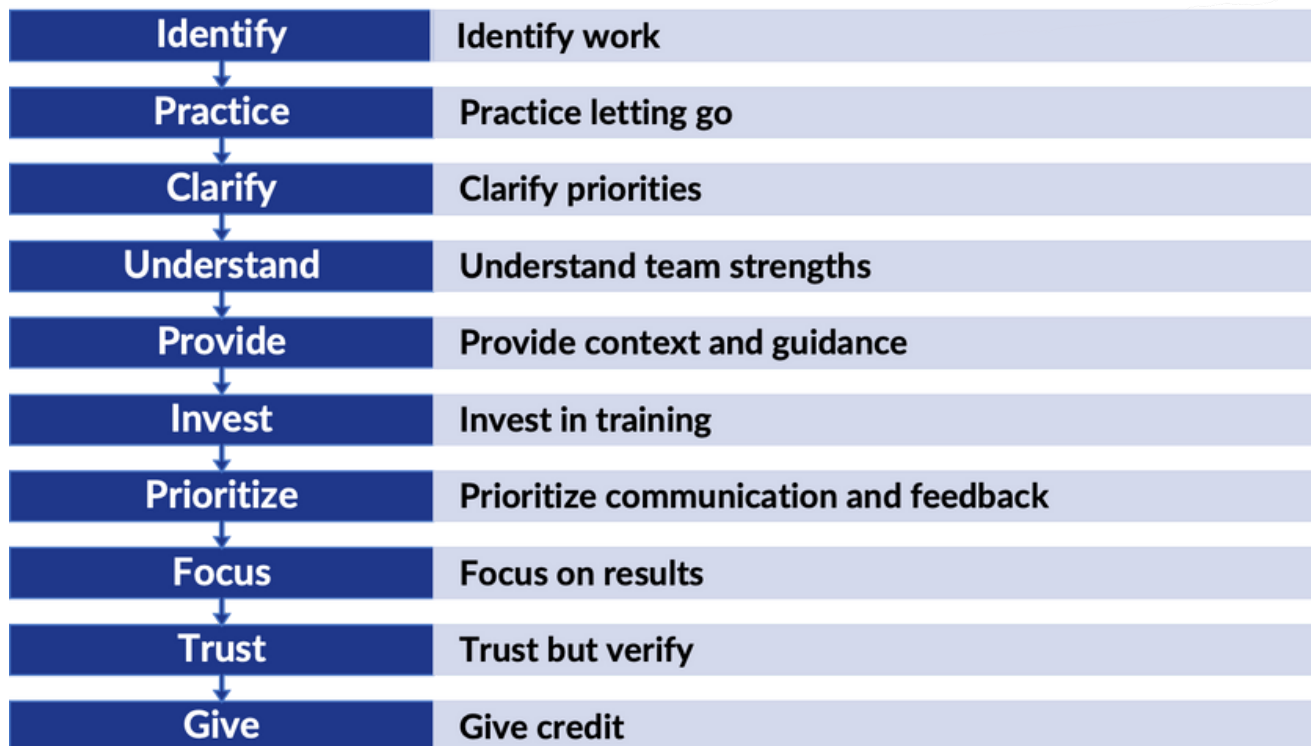 Identify
Identify work
Practice
Practice letting go
Clarify
Clarify priorities
Understand
Understand team strengths
Provide
Provide context and guidance
Invest
Invest in training
Prioritize
Prioritize communication and feedback
Focus
Focus on results
Trust
Trust but verify
Give
Give credit